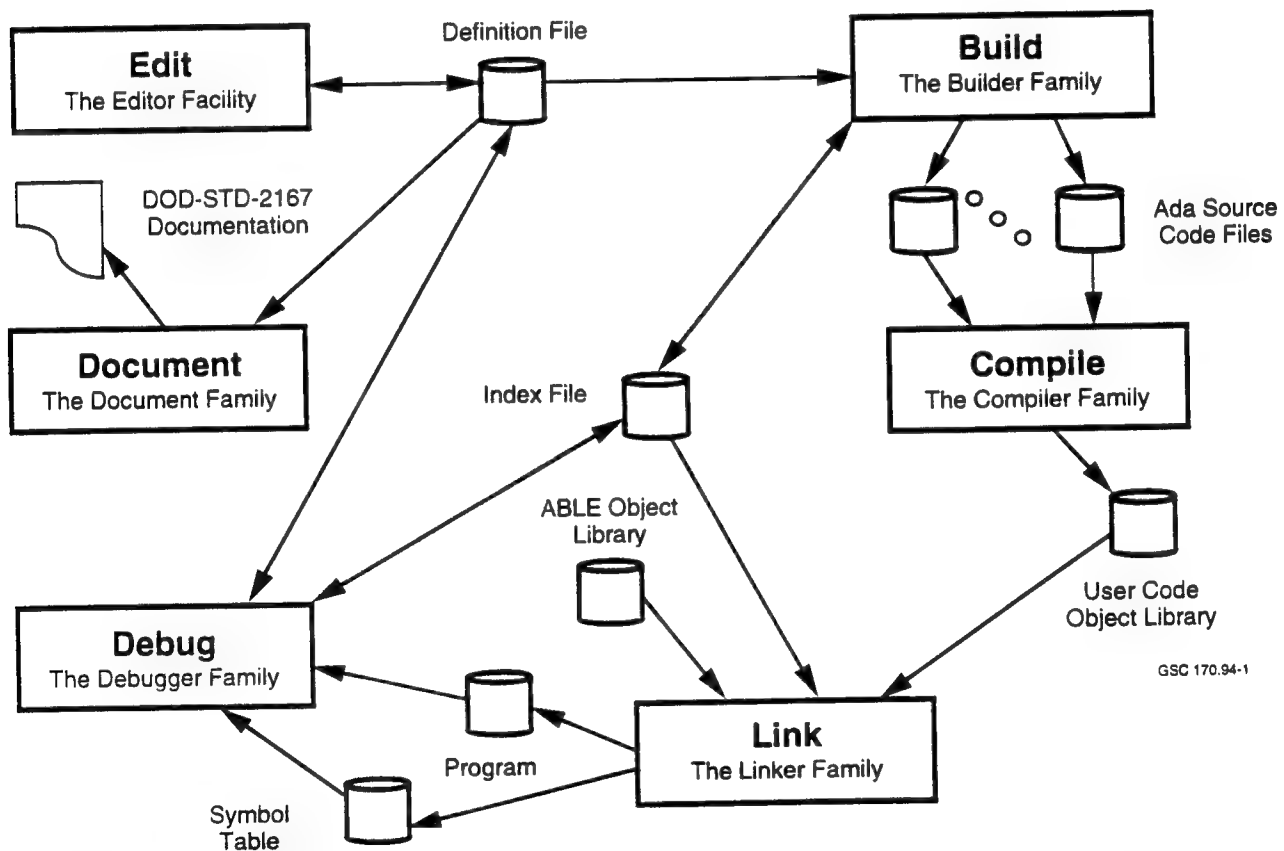 Definition File
Edit
The Editor Facility
Build
The Builder Family
DOD-STD-2167
Documentation
Ada Source
Code Files
Document
The Document Family
Index File
Compile
The Compiler Family
ABLE Object
Library
User Code
Object Library
GSC 170.94-1
Debug
The Debugger Family
Program
Link
The Linker Family
Symbol
Table